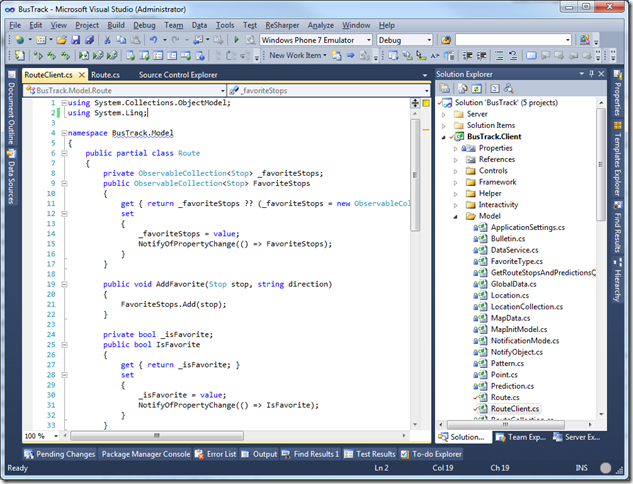 BusTrack - Microsoft Visual Studio (Administrator)
File Edit View Project Build Debug Team Data Tools Test ReSharper Analyze Window Help
Windows Phone 7 Emulator Debug
New Work Item
RouteClient.cs Route.cs Source Control Explorer
BusTrack.Model.Route _favoriteStops
1 using System.Collections.ObjectModel;
2 using System.Linq;
3
4 namespace BusTrack.Model
5 {
6 public partial class Route
7 {
8 private ObservableCollection<Stop> _favoriteStops;
9 public ObservableCollection<Stop> FavoriteStops
10 {
11 get { return _favoriteStops ?? (_favoriteStops = new ObservableCol
12 set
13 {
14 _favoriteStops = value;
15 NotifyOfPropertyChange(() => FavoriteStops);
16 }
17 }
18
19 public void AddFavorite(Stop stop, string direction)
20 {
21 FavoriteStops.Add(stop);
22 }
23
24 private bool _isFavorite;
25 public bool IsFavorite
26 {
27 get { return _isFavorite; }
28 set
29 {
30 _isFavorite = value;
31 NotifyOfPropertyChange(() => IsFavorite);
32 }
33 }
100 %
Document Outline
Data Sources
Solution Explorer
Solution 'BusTrack' (5 projects)
Server
Solution Items
BusTrack.Client
Properties
References
Controls
Framework
Helper
Interactivity
Model
ApplicationSettings.cs
Bulletin.cs
DataService.cs
FavoriteType.cs
GetRouteStopsAndPredictionsQ
GlobalData.cs
Location.cs
LocationCollection.cs
MapData.cs
MapInitModel.cs
NotificationMode.cs
NotifyObject.cs
Pattern.cs
Point.cs
Prediction.cs
Route.cs
RouteClient.cs
RouteCollection.cs
Solution... Team Exp... Server Ex...
Properties
Templates Explorer
Find Results
Hierarchy
Pending Changes Package Manager Console Error List Output Find Results 1 Test Results To-do Explorer
Ready Ln 2 Col 19 Ch 19 INS